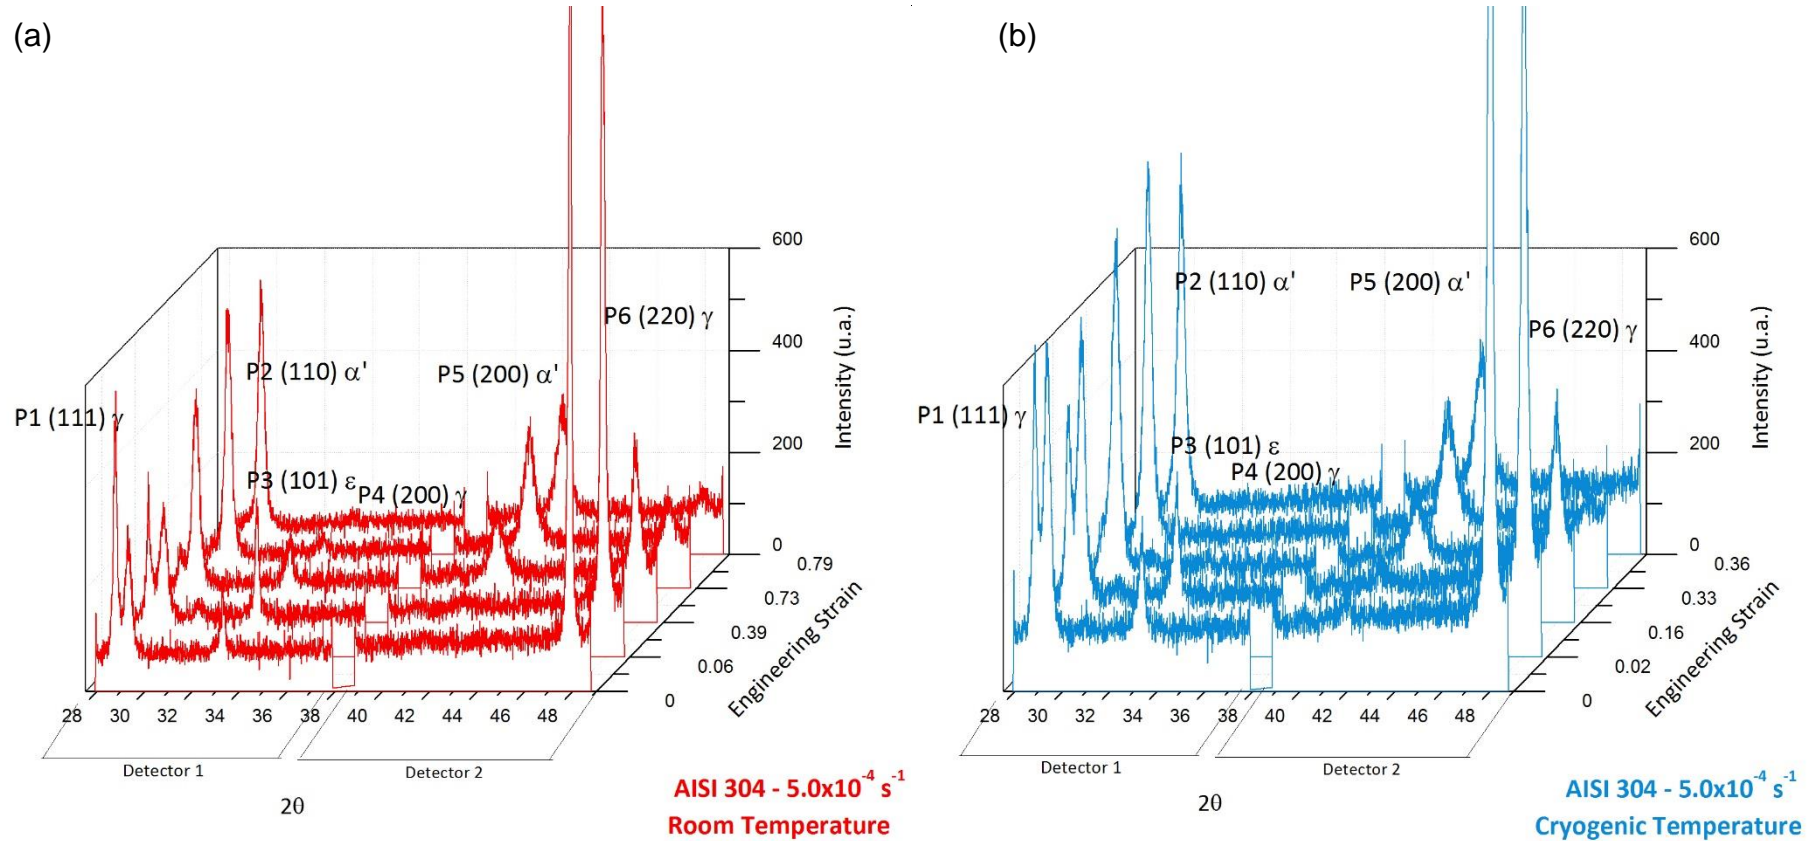 (a)
P1 (111) γ
P2 (110) α'
P3 (101) ε
P4 (200) γ
P5 (200) α'
P6 (220) γ
600
400
200
0
Intensity (u.a.)
0.79
0.73
0.39
0.06
0
Engineering Strain
28 30 32 34 36 38 40 42 44 46 48
Detector 1
Detector 2
2θ
AISI 304 - 5.0x10⁻⁴ s⁻¹
Room Temperature
(b)
P1 (111) γ
P2 (110) α'
P3 (101) ε
P4 (200) γ
P5 (200) α'
P6 (220) γ
600
400
200
0
Intensity (u.a.)
0.36
0.33
0.16
0.02
0
Engineering Strain
28 30 32 34 36 38 40 42 44 46 48
Detector 1
Detector 2
2θ
AISI 304 - 5.0x10⁻⁴ s⁻¹
Cryogenic Temperature